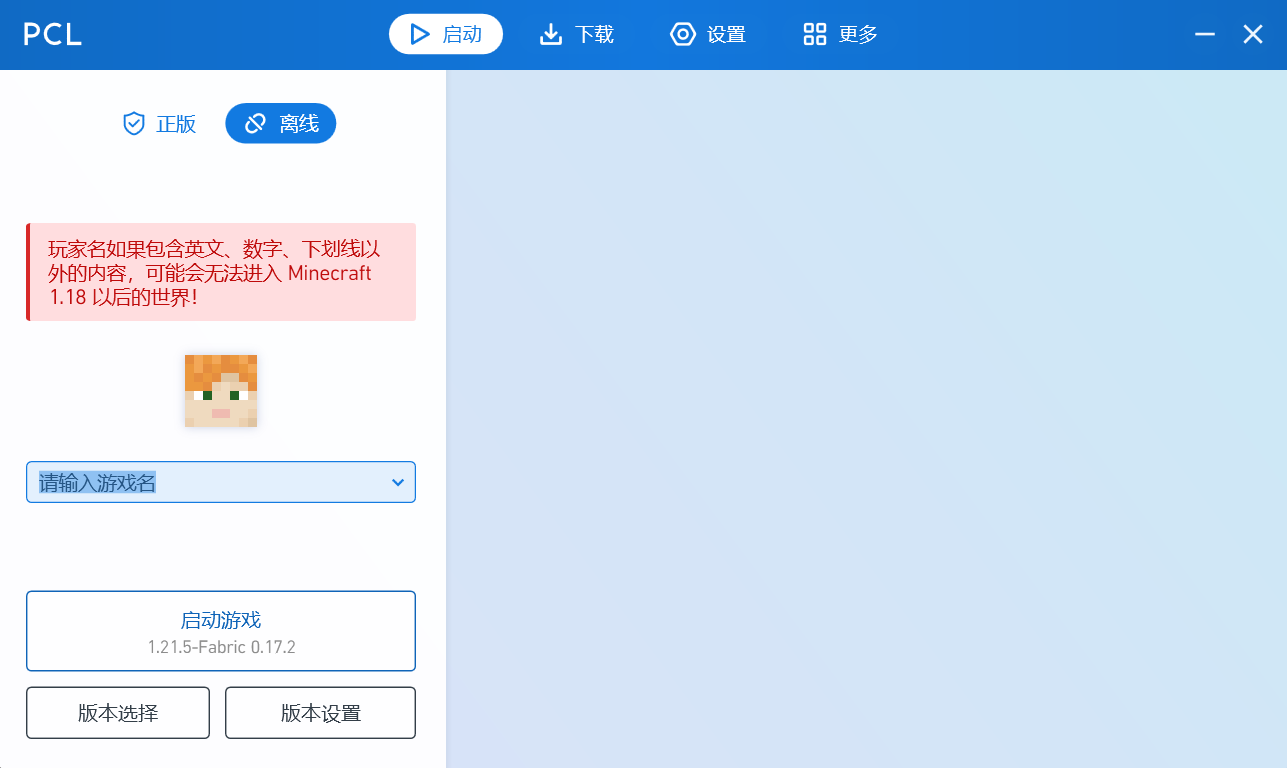 PCL
启动
下载
设置
更多
正版
离线
玩家名如果包含英文、数字、下划线以
外的内容，可能会无法进入 Minecraft
1.18 以后的世界！
请输入游戏名
启动游戏
1.21.5-Fabric 0.17.2
版本选择
版本设置